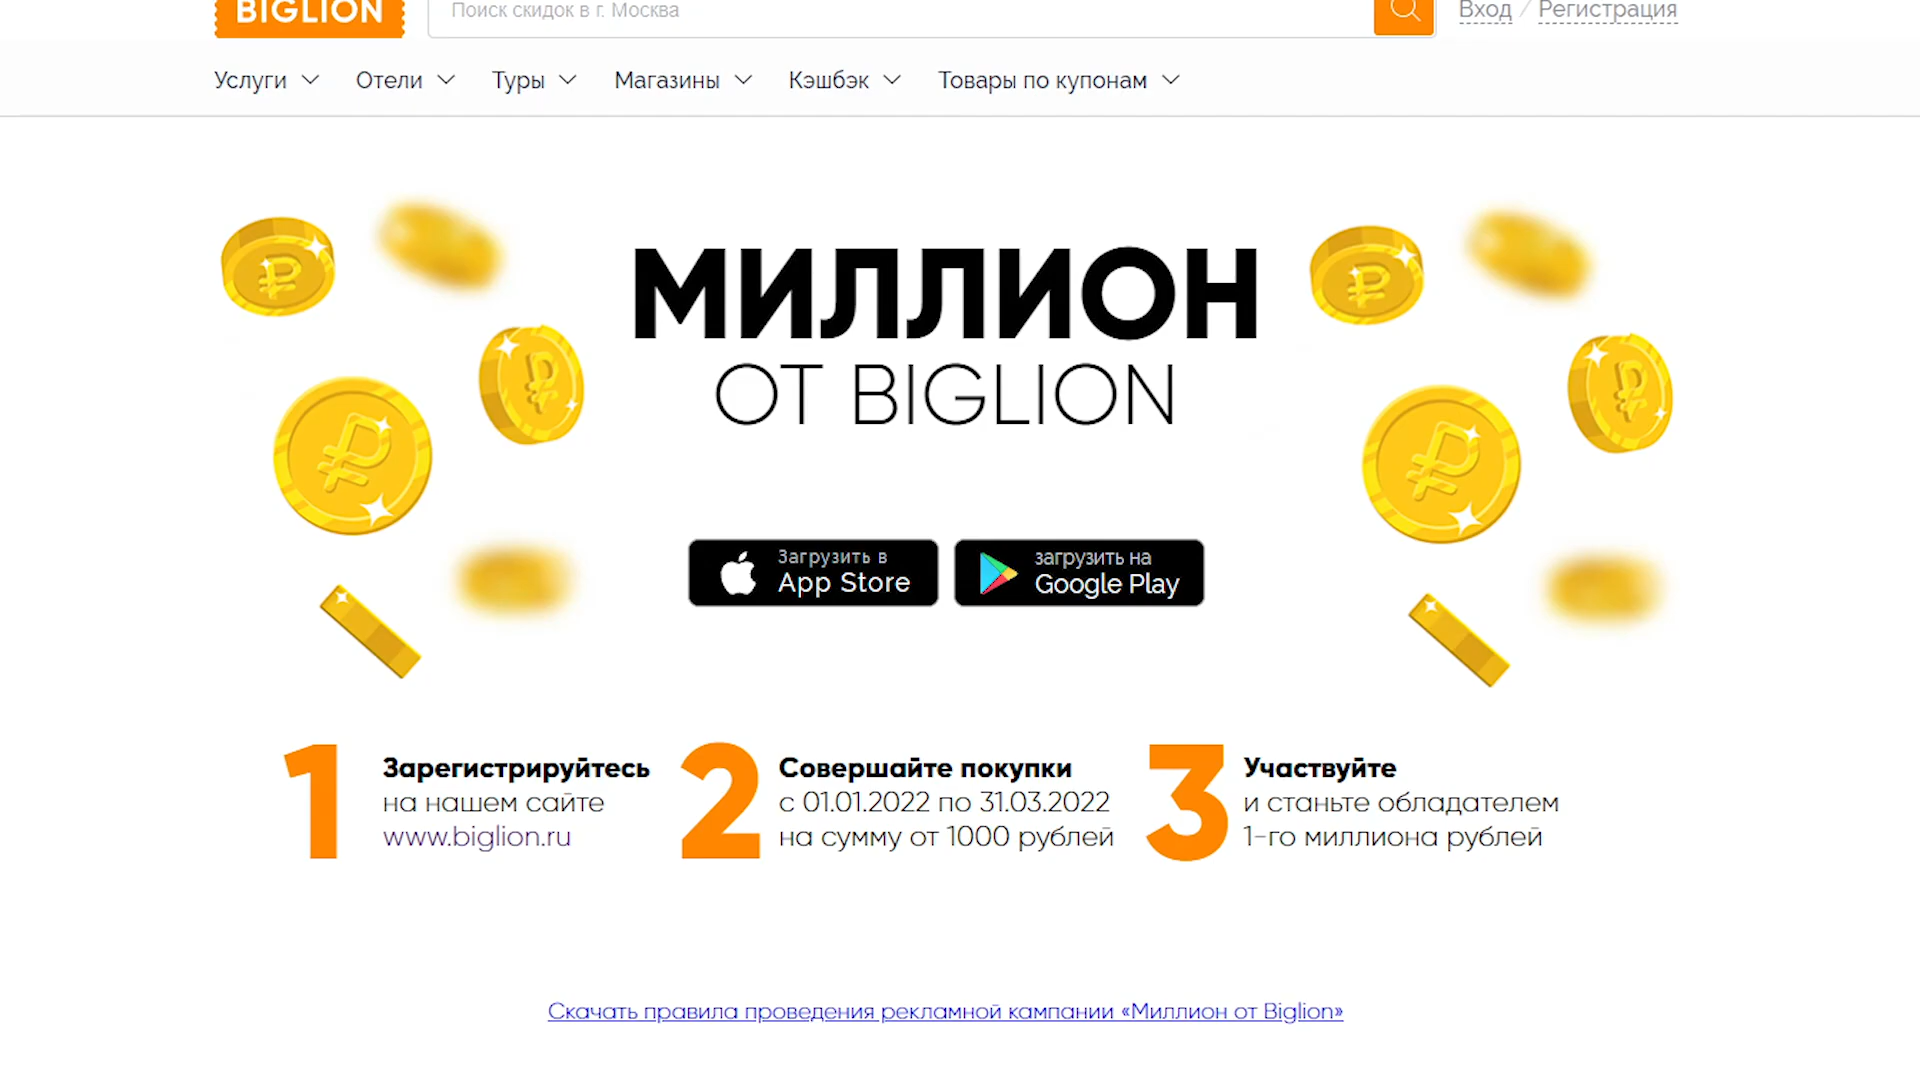 BIGLION
Поиск скидок в г. Москва
Вход / Регистрация
Услуги Отели Туры Магазины Кэшбэк Товары по купонам
МИЛЛИОН
ОТ BIGLION
Загрузить в
App Store
загрузить на
Google Play
1
Зарегистрируйтесь
на нашем сайте
www.biglion.ru
2
Совершайте покупки
с 01.01.2022 по 31.03.2022
на сумму от 1000 рублей
3
Участвуйте
и станьте обладателем
1-го миллиона рублей
Скачать правила проведения рекламной кампании «Миллион от Biglion»